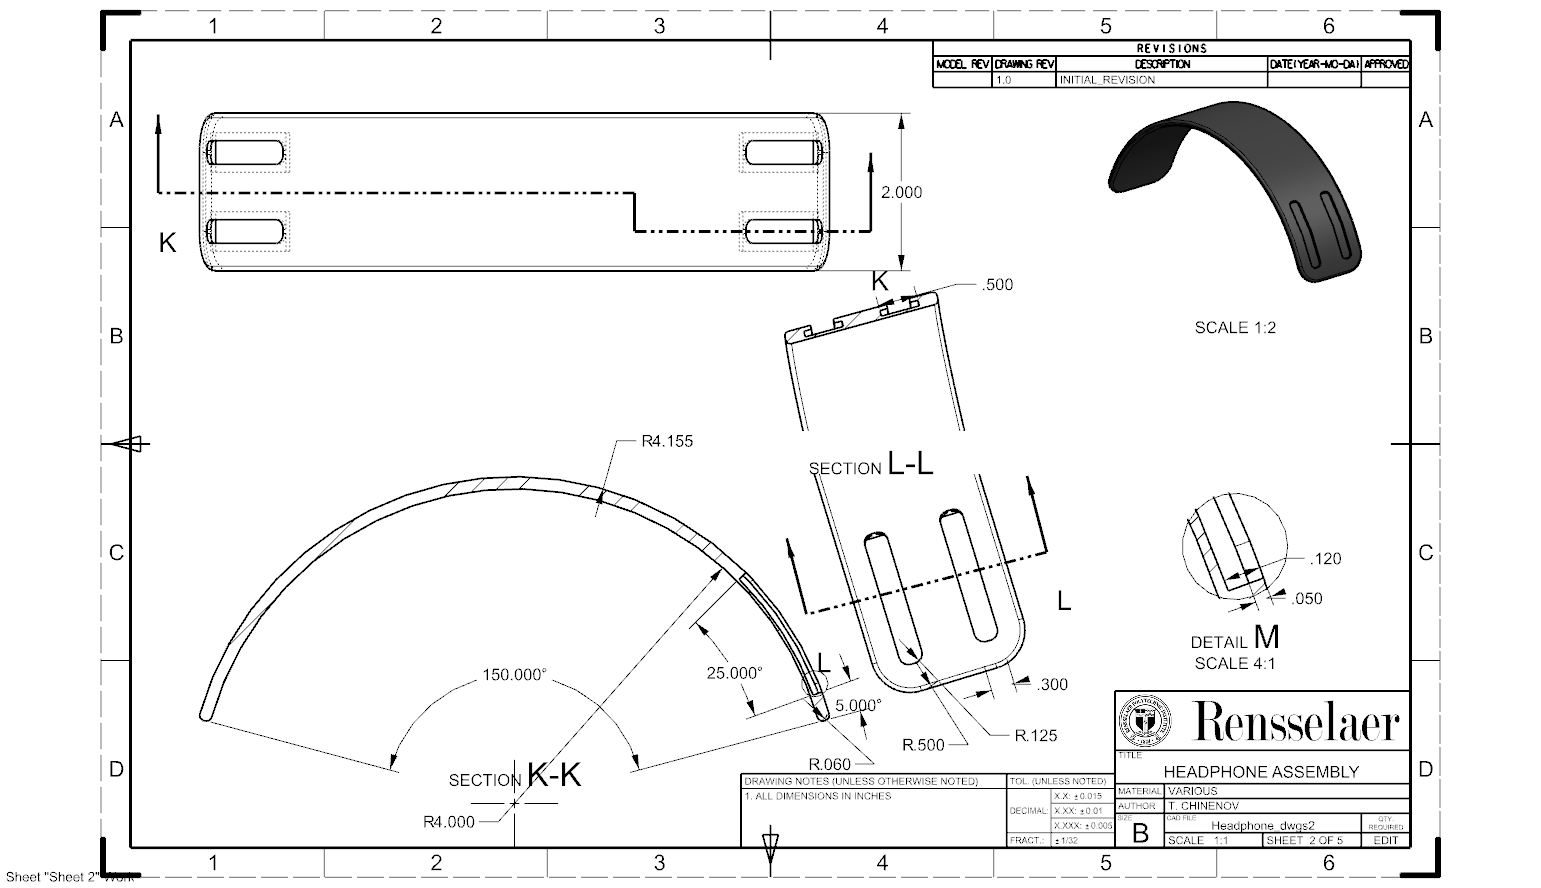 1 2 3 4 5 6
REVISIONS
MODEL REV DRAWING REV DESCRIPTION DATE(YEAR-MO-DA) APPROVED
1.0 INITIAL_REVISION
A A
2.000
K
K
.500
B B
SCALE 1:2
R4.155
SECTION L-L
C C
.120
.050
L
DETAIL M
SCALE 4:1
150.000°
25.000°
L
5.000°
.300
R.125
R.500
R.060
SECTION K-K
R4.000
D D
DRAWING NOTES (UNLESS OTHERWISE NOTED)
1. ALL DIMENSIONS IN INCHES
TOL. (UNLESS NOTED)
DECIMAL:
X.X: ±0.015
X.XX: ±0.01
X.XXX: ±0.005
FRACT.: ±1/32
Rensselaer
TITLE
HEADPHONE ASSEMBLY
MATERIAL VARIOUS
AUTHOR T. CHINENOV
SIZE
B
CAD FILE Headphone_dwgs2
QTY. REQUIRED
SCALE 1:1 SHEET 2 OF 5 EDIT
1 2 3 4 5 6
Sheet "Sheet 2" Work